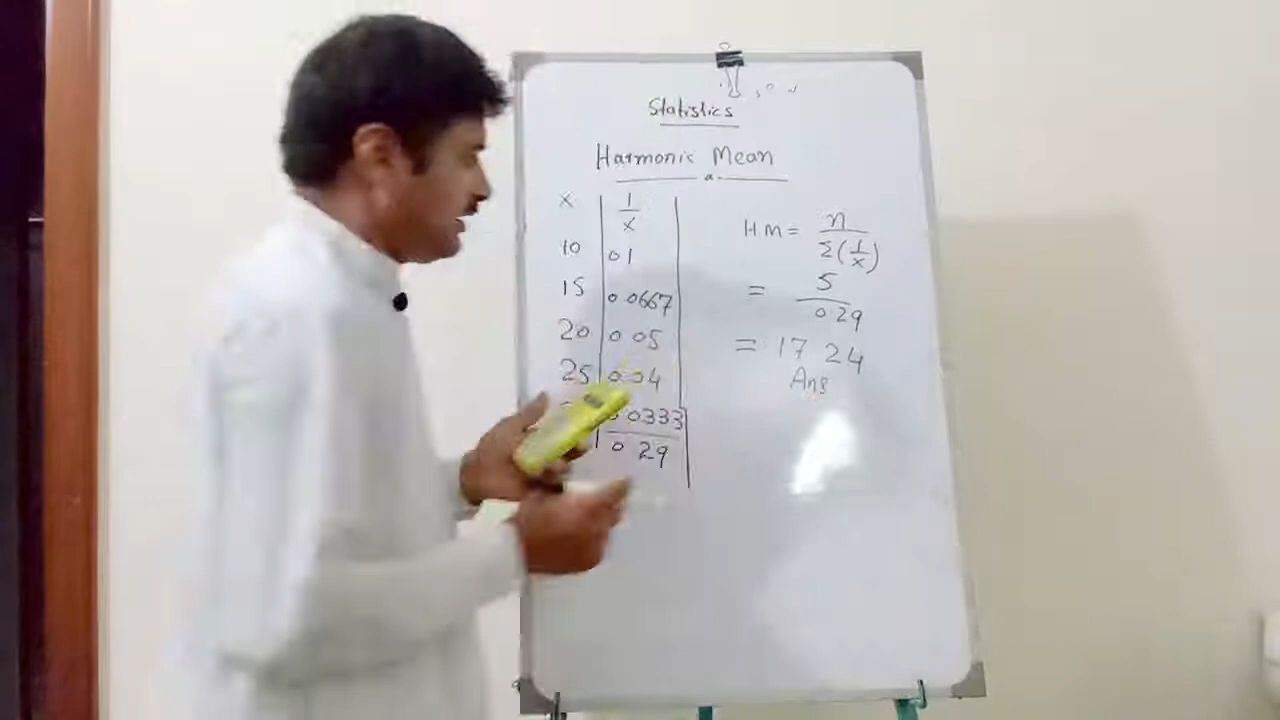 Statistics
Harmonic Mean
x 1/x
10 0 1
15 0 0667
20 0 05
25 0 04
0 0333
0 29
HM = n / Σ(1/x)
= 5 / 0 29
= 17 24
Ans